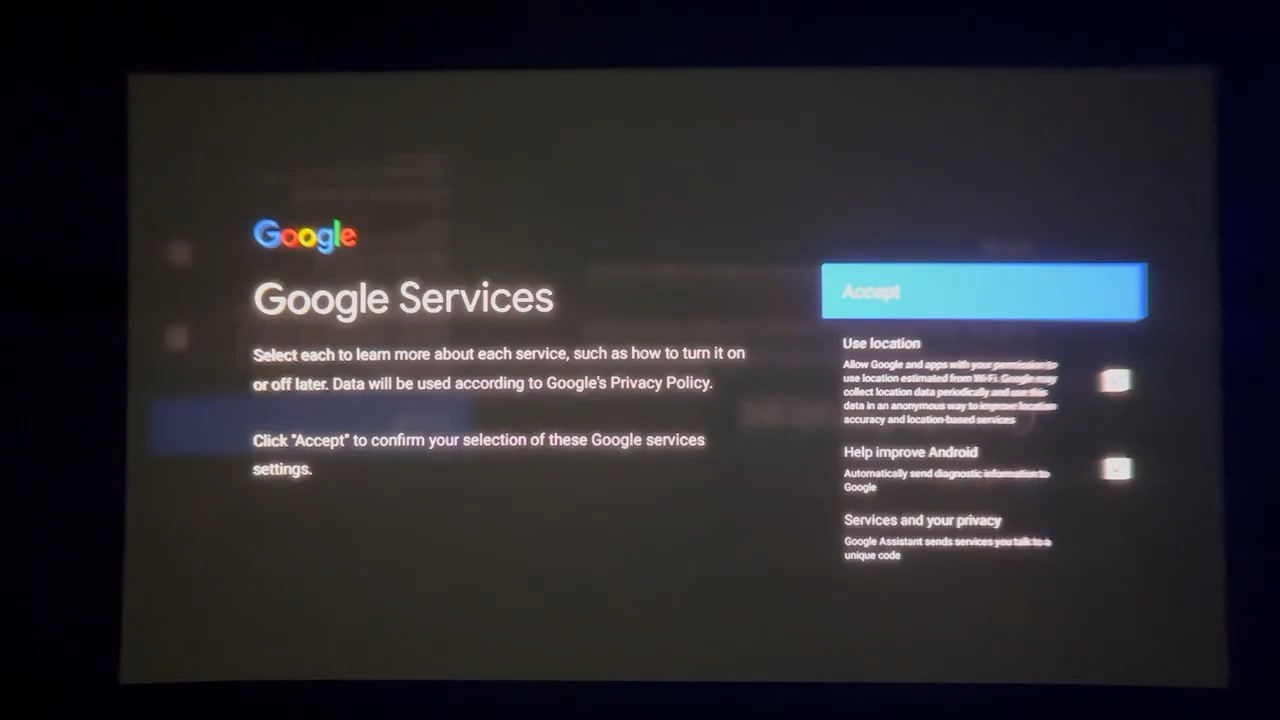 Google
Google Services
Select each to learn more about each service, such as how to turn it on
or off later. Data will be used according to Google's Privacy Policy.
Click "Accept" to confirm your selection of these Google services
settings.
Accept
Use location
Allow Google and apps with your permission to
use location estimated from Wi-Fi. Google may
collect location data periodically and use this
data in an anonymous way to improve location
accuracy and location-based services
Help improve Android
Automatically send diagnostic information to
Google
Services and your privacy
Google Assistant sends services you talk to a
unique code